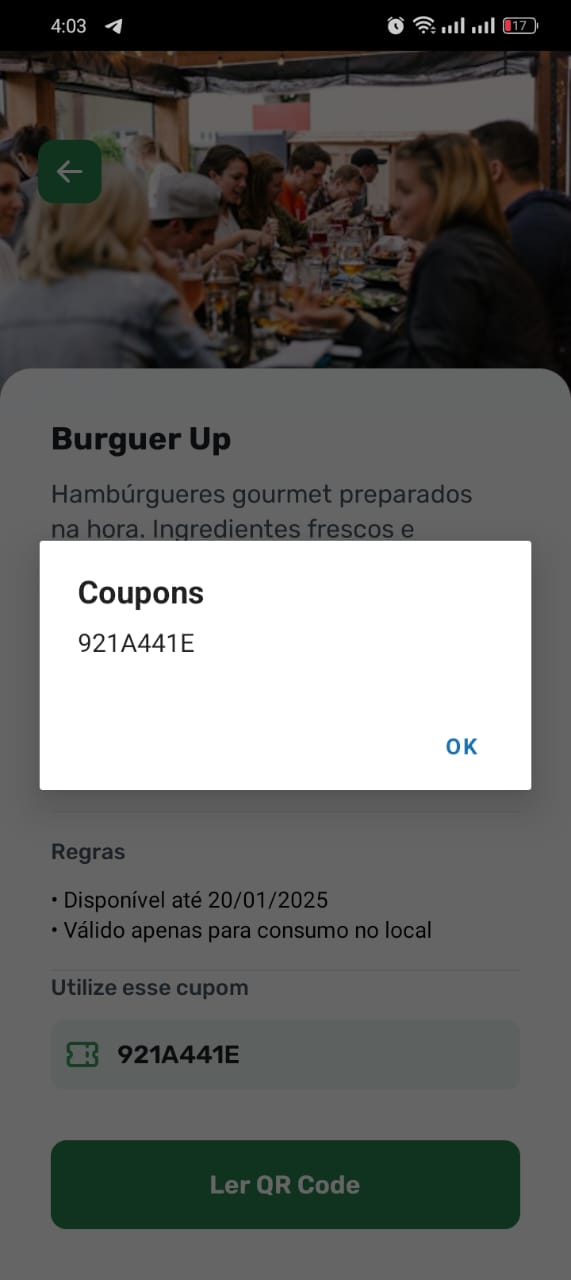 4:03
17
Burguer Up
Hambúrgueres gourmet preparados
na hora. Ingredientes frescos e
Coupons
921A441E
OK
Regras
• Disponível até 20/01/2025
• Válido apenas para consumo no local
Utilize esse cupom
921A441E
Ler QR Code